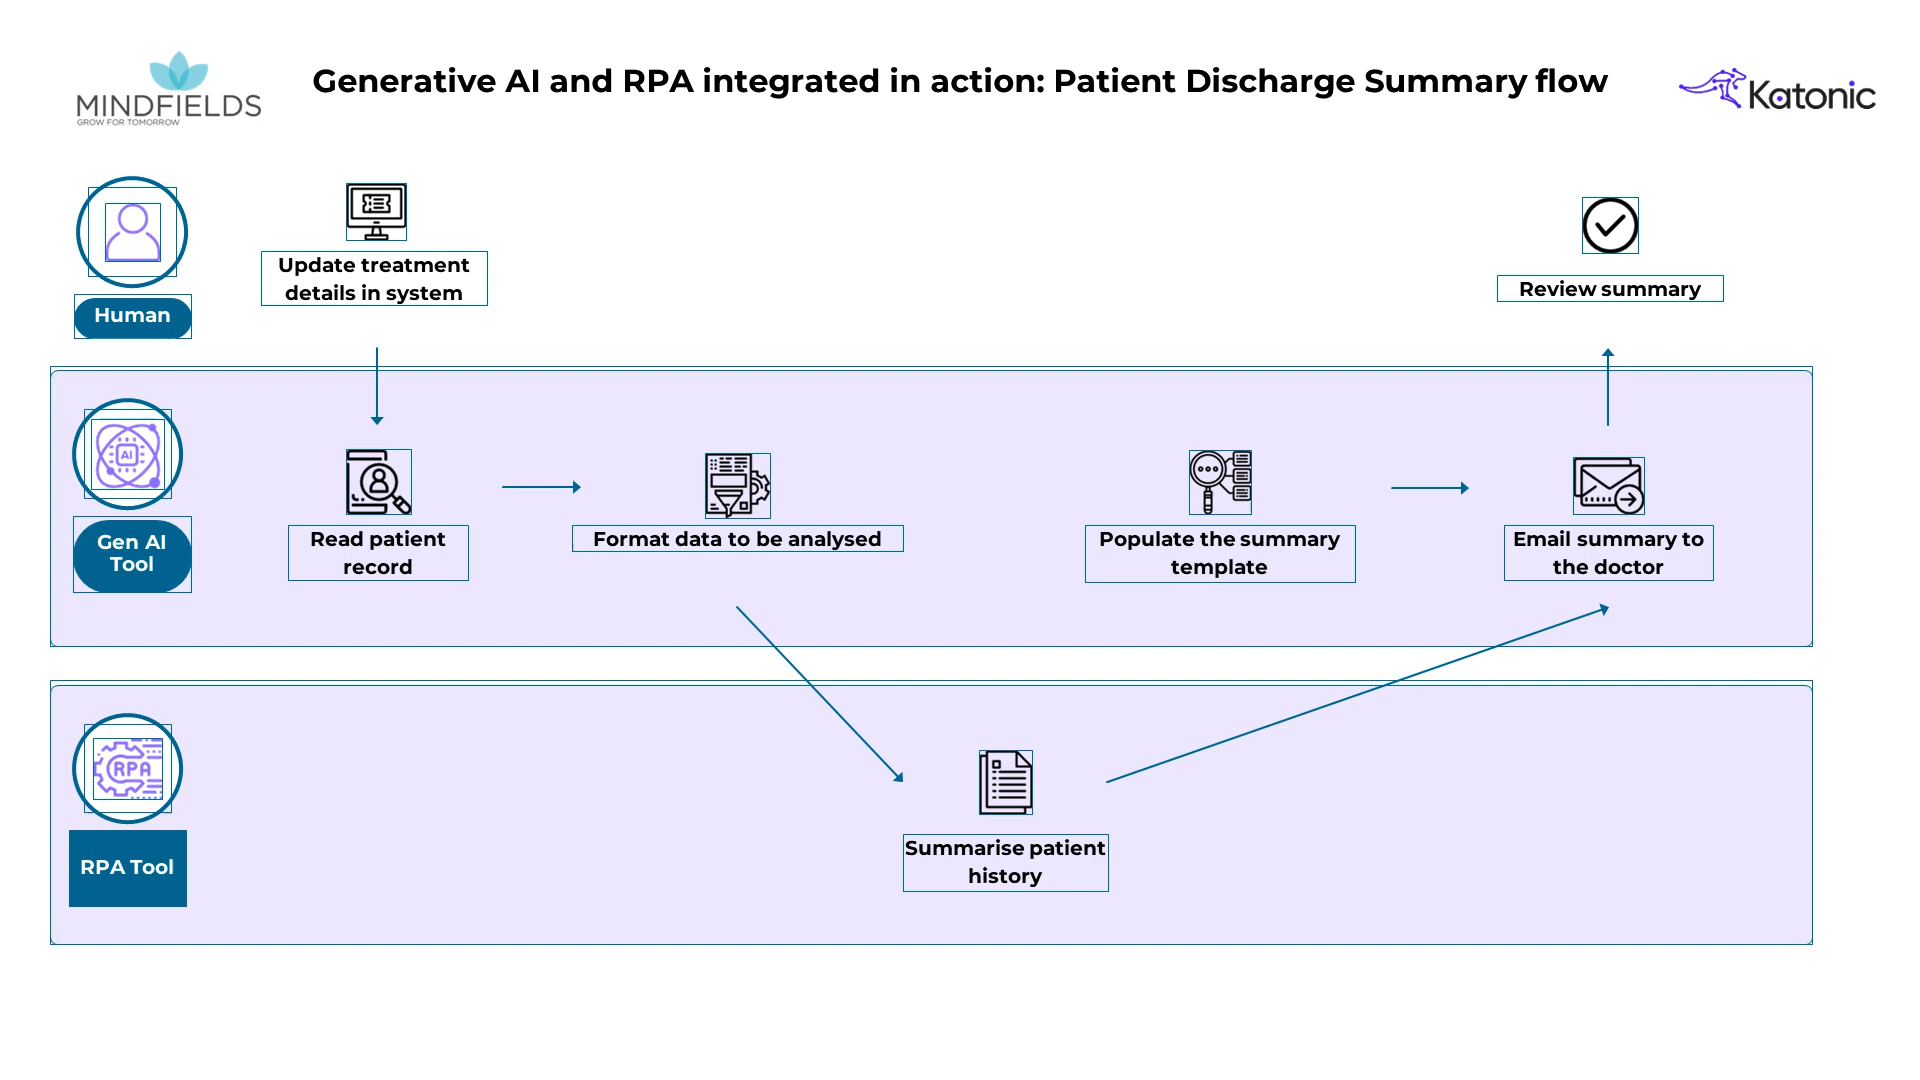 MINDFIELDS
GROW FOR TOMORROW
Generative AI and RPA integrated in action: Patient Discharge Summary flow
Katonic
Human
Update treatment
details in system
Review summary
AI
Gen AI
Tool
Read patient
record
Format data to be analysed
Populate the summary
template
Email summary to
the doctor
RPA
RPA Tool
Summarise patient
history